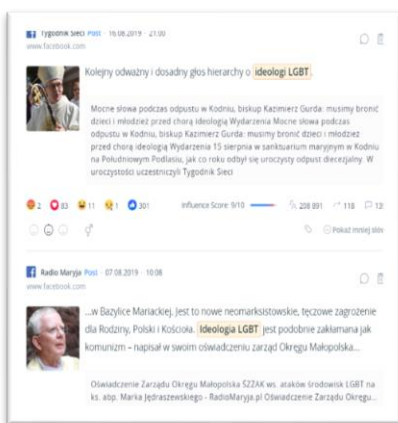 Tygodnik Sieci Post - 16.08.2019 - 21:00
www.facebook.com
Kolejny odważny i dosadny głos hierarchy o ideologi LGBT.
Mocne słowa podczas odpustu w Kodniu, biskup Kazimierz Gurda: musimy bronić
dzieci i młodzież przed chorą ideologią Wydarzenia Mocne słowa podczas
odpustu w Kodniu, biskup Kazimierz Gurda: musimy bronić dzieci i młodzież
przed chorą ideologią Wydarzenia 15 sierpnia w sanktuarium maryjnym w Kodniu
na Południowym Podlasiu, jak co roku odbył się uroczysty odpust diecezjalny. W
uroczystości uczestniczyli Tygodnik Sieci
2 83 11 1 301 Influence Score: 9/10 208 891 118 13
Pokaż mniej słów
Radio Maryja Post - 07.08.2019 - 10:08
www.facebook.com
...w Bazylice Mariackiej. Jest to nowe neomarksistowskie, tęczowe zagrożenie
dla Rodziny, Polski i Kościoła. Ideologia LGBT jest podobnie zakłamana jak
komunizm – napisał w swoim oświadczeniu zarząd Okręgu Małopolska...
Oświadczenie Zarządu Okręgu Małopolska ŚZŻAK ws. ataków środowisk LGBT na
ks. abp. Marka Jędraszewskiego - RadioMaryja.pl Oświadczenie Zarządu Okręgu...